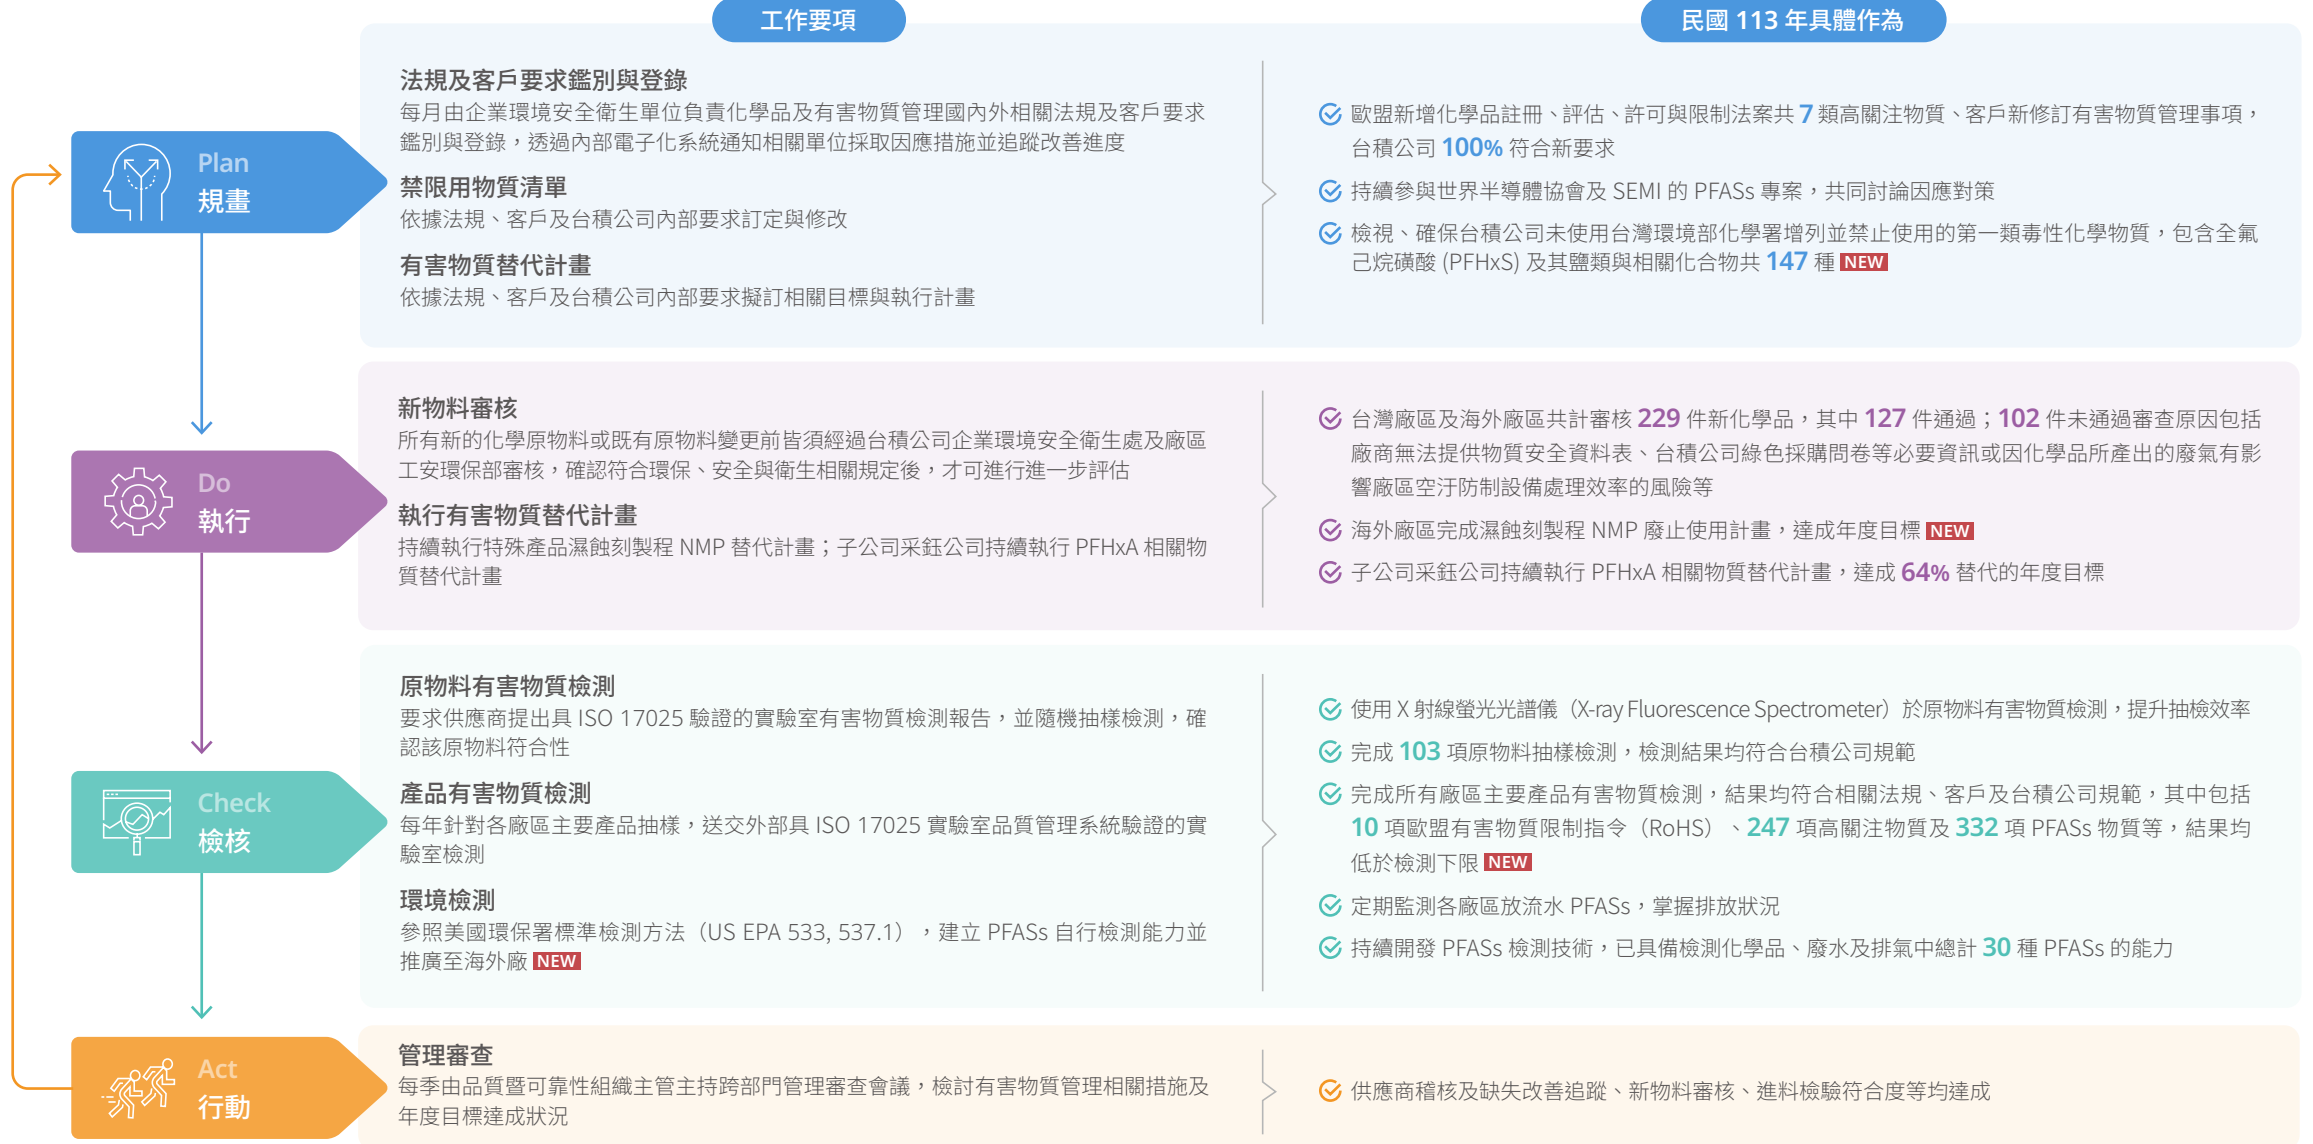 工作要項
民國 113 年具體作為
Plan
規畫
法規及客戶要求鑑別與登錄
每月由企業環境安全衛生單位負責化學品及有害物質管理國內外相關法規及客戶要求
鑑別與登錄，透過內部電子化系統通知相關單位採取因應措施並追蹤改善進度
禁限用物質清單
依據法規、客戶及台積公司內部要求訂定與修改
有害物質替代計畫
依據法規、客戶及台積公司內部要求擬訂相關目標與執行計畫
歐盟新增化學品註冊、評估、許可與限制法案共 7 類高關注物質、客戶新修訂有害物質管理事項，
台積公司 100% 符合新要求
持續參與世界半導體協會及 SEMI 的 PFASs 專案，共同討論因應對策
檢視、確保台積公司未使用台灣環境部化學署增列並禁止使用的第一類毒性化學物質，包含全氟
己烷磺酸 (PFHxS) 及其鹽類與相關化合物共 147 種 NEW
Do
執行
新物料審核
所有新的化學原物料或既有原物料變更前皆須經過台積公司企業環境安全衛生處及廠區
工安環保部審核，確認符合環保、安全與衛生相關規定後，才可進行進一步評估
執行有害物質替代計畫
持續執行特殊產品濕蝕刻製程 NMP 替代計畫；子公司采鈺公司持續執行 PFHxA 相關物
質替代計畫
台灣廠區及海外廠區共計審核 229 件新化學品，其中 127 件通過；102 件未通過審查原因包括
廠商無法提供物質安全資料表、台積公司綠色採購問卷等必要資訊或因化學品所產出的廢氣有影
響廠區空汙防制設備處理效率的風險等
海外廠區完成濕蝕刻製程 NMP 廢止使用計畫，達成年度目標 NEW
子公司采鈺公司持續執行 PFHxA 相關物質替代計畫，達成 64% 替代的年度目標
Check
檢核
原物料有害物質檢測
要求供應商提出具 ISO 17025 驗證的實驗室有害物質檢測報告，並隨機抽樣檢測，確
認該原物料符合性
產品有害物質檢測
每年針對各廠區主要產品抽樣，送交外部具 ISO 17025 實驗室品質管理系統驗證的實
驗室檢測
環境檢測
參照美國環保署標準檢測方法（US EPA 533, 537.1），建立 PFASs 自行檢測能力並
推廣至海外廠 NEW
使用 X 射線螢光光譜儀（X-ray Fluorescence Spectrometer）於原物料有害物質檢測，提升抽檢效率
完成 103 項原物料抽樣檢測，檢測結果均符合台積公司規範
完成所有廠區主要產品有害物質檢測，結果均符合相關法規、客戶及台積公司規範，其中包括
10 項歐盟有害物質限制指令（RoHS）、247 項高關注物質及 332 項 PFASs 物質等，結果均
低於檢測下限 NEW
定期監測各廠區放流水 PFASs，掌握排放狀況
持續開發 PFASs 檢測技術，已具備檢測化學品、廢水及排氣中總計 30 種 PFASs 的能力
Act
行動
管理審查
每季由品質暨可靠性組織主管主持跨部門管理審查會議，檢討有害物質管理相關措施及
年度目標達成狀況
供應商稽核及缺失改善追蹤、新物料審核、進料檢驗符合度等均達成